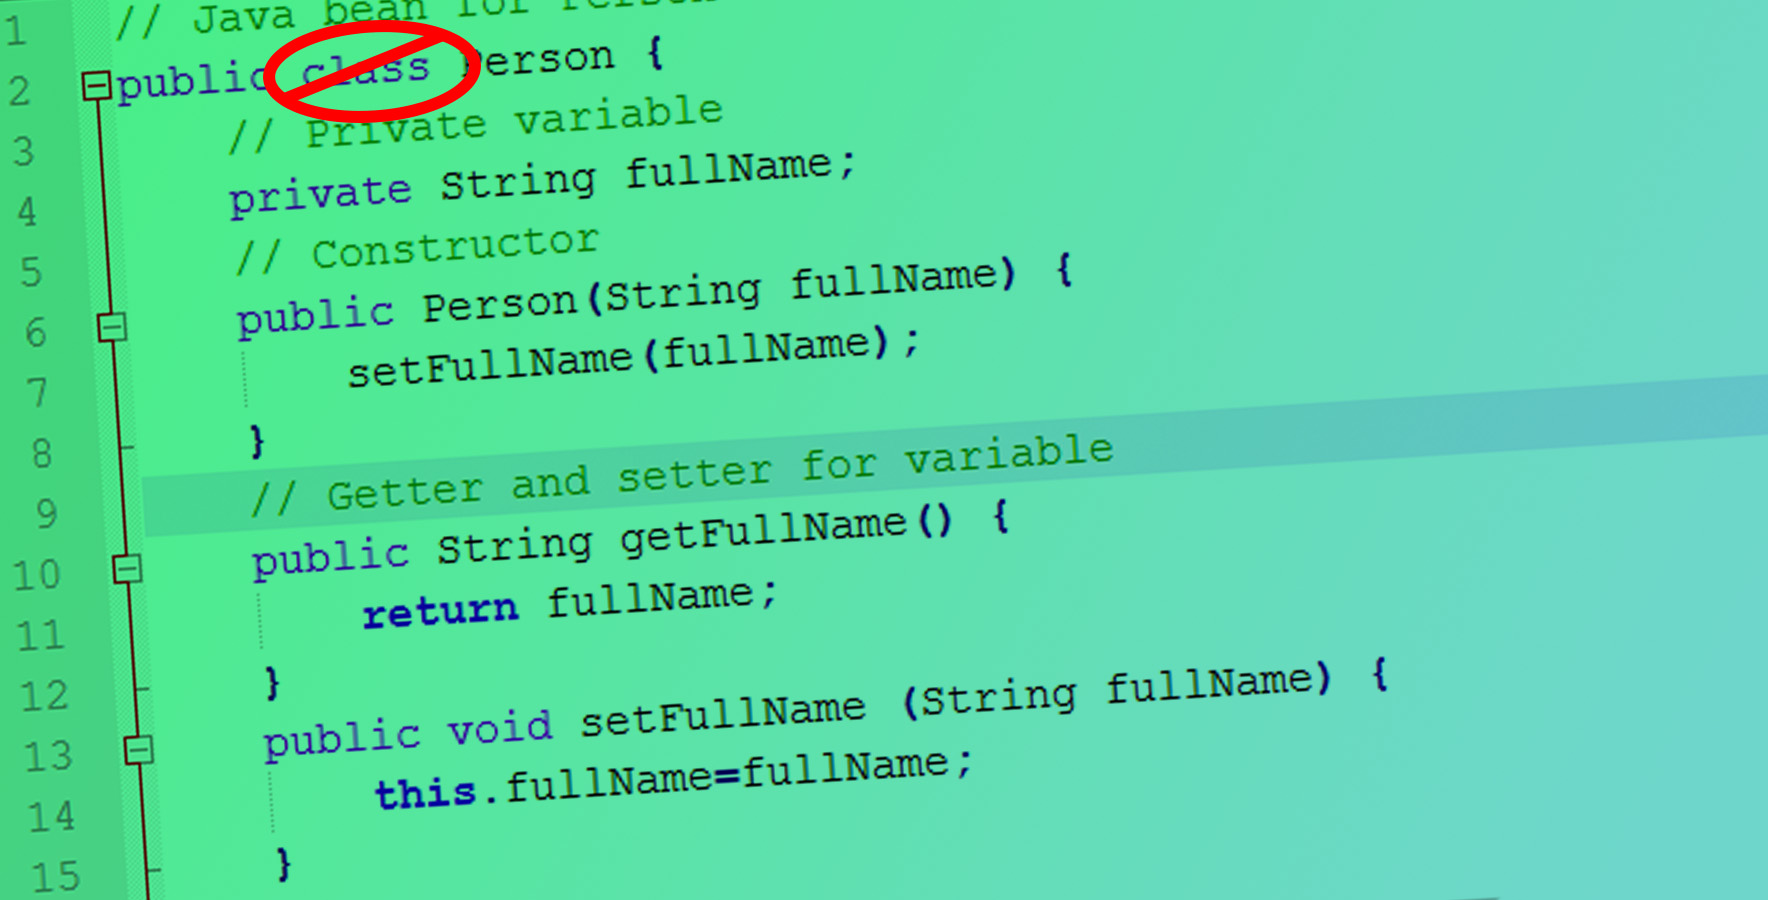 1 // Java bean for Person
2 public class Person {
3 // Private variable
4 private String fullName;
5 // Constructor
6 public Person(String fullName) {
7 setFullName(fullName);
8 }
9 // Getter and setter for variable
10 public String getFullName() {
11 return fullName;
12 }
13 public void setFullName (String fullName) {
14 this.fullName=fullName;
15 }